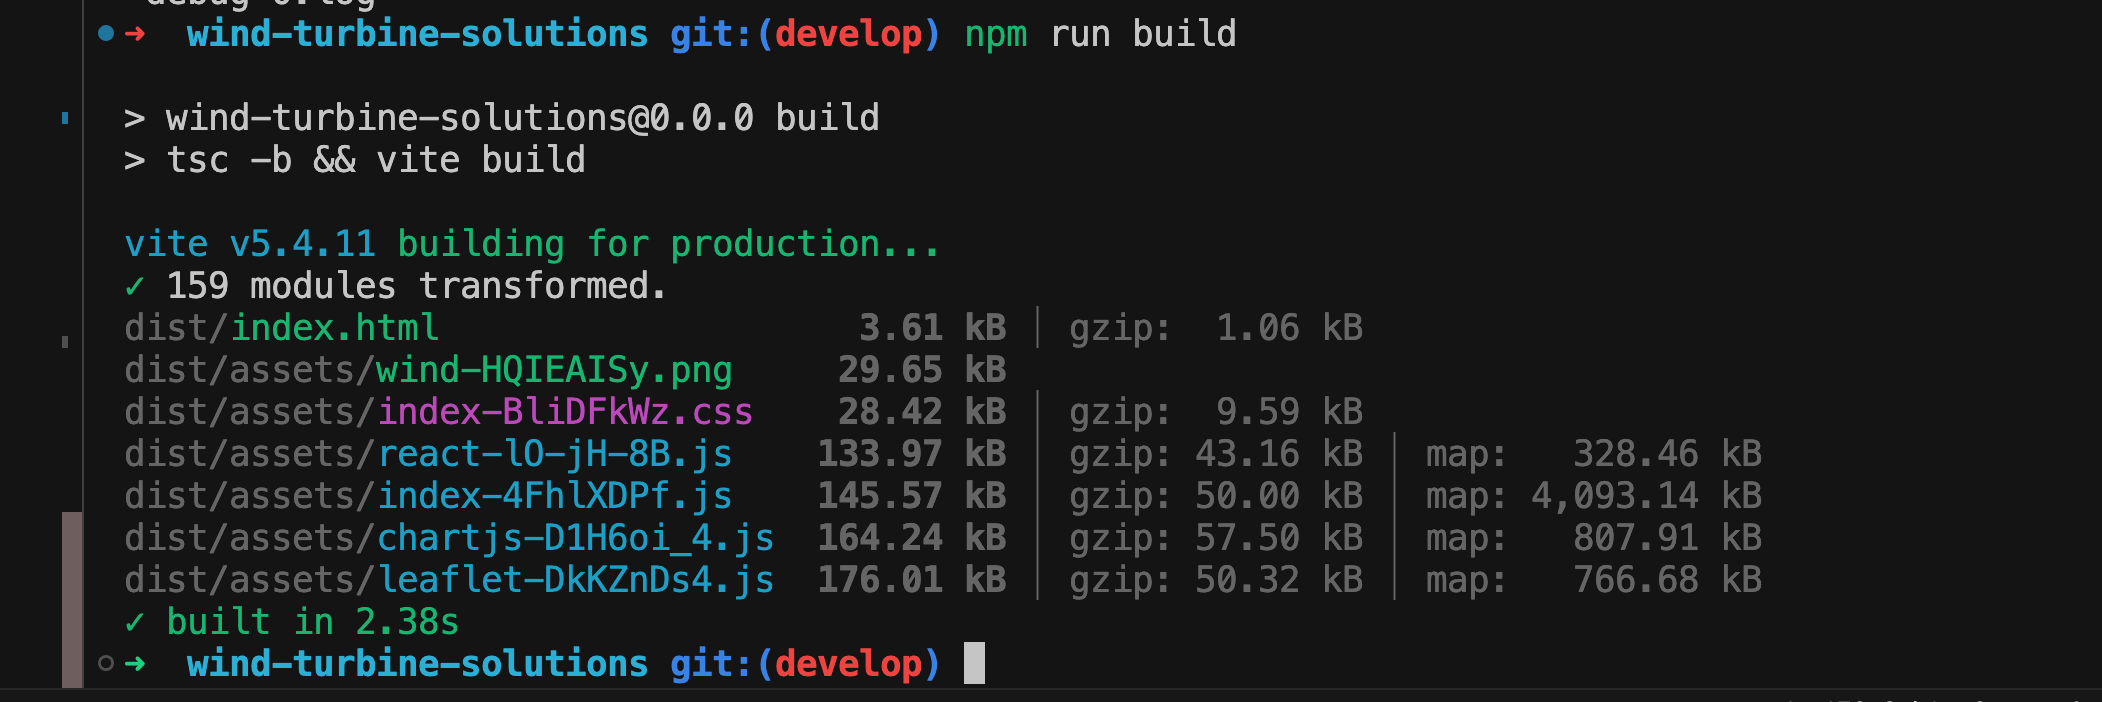 debug-0.log
➜  wind-turbine-solutions git:(develop) npm run build
> wind-turbine-solutions@0.0.0 build
> tsc -b && vite build
vite v5.4.11 building for production...
✓ 159 modules transformed.
dist/index.html                    3.61 kB │ gzip:  1.06 kB
dist/assets/wind-HQIEAISy.png     29.65 kB
dist/assets/index-BliDFkWz.css    28.42 kB │ gzip:  9.59 kB
dist/assets/react-lO-jH-8B.js    133.97 kB │ gzip: 43.16 kB │ map:   328.46 kB
dist/assets/index-4FhlXDPf.js    145.57 kB │ gzip: 50.00 kB │ map: 4,093.14 kB
dist/assets/chartjs-D1H6oi_4.js  164.24 kB │ gzip: 57.50 kB │ map:   807.91 kB
dist/assets/leaflet-DkKZnDs4.js  176.01 kB │ gzip: 50.32 kB │ map:   766.68 kB
✓ built in 2.38s
➜  wind-turbine-solutions git:(develop)